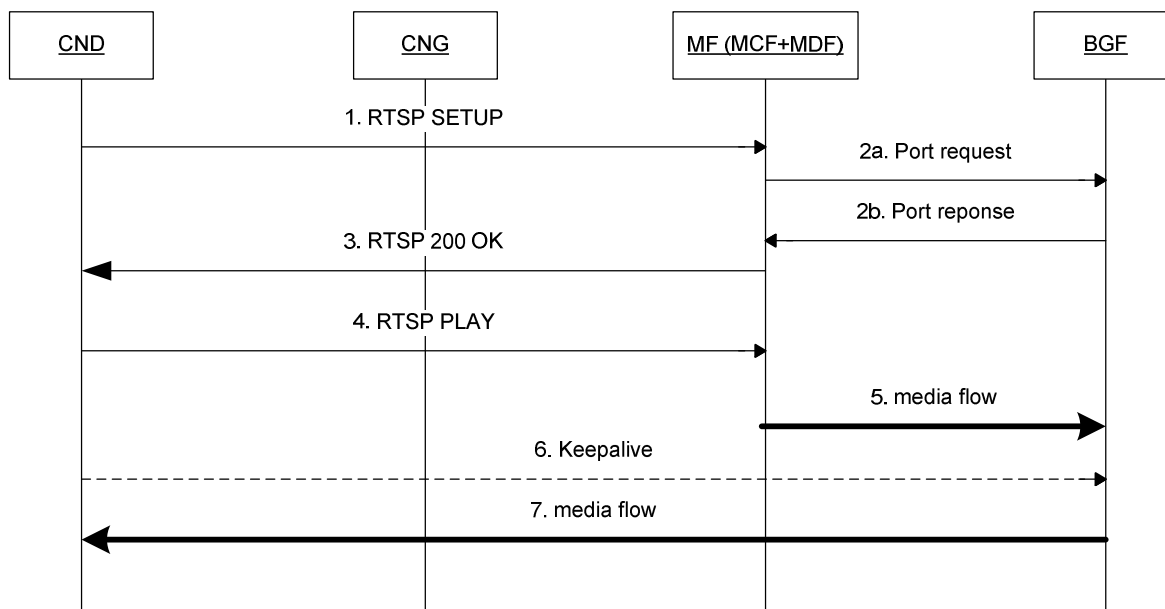 CND
CNG
MF (MCF+MDF)
BGF
1. RTSP SETUP
2a. Port request
2b. Port reponse
3. RTSP 200 OK
4. RTSP PLAY
5. media flow
6. Keepalive
7. media flow